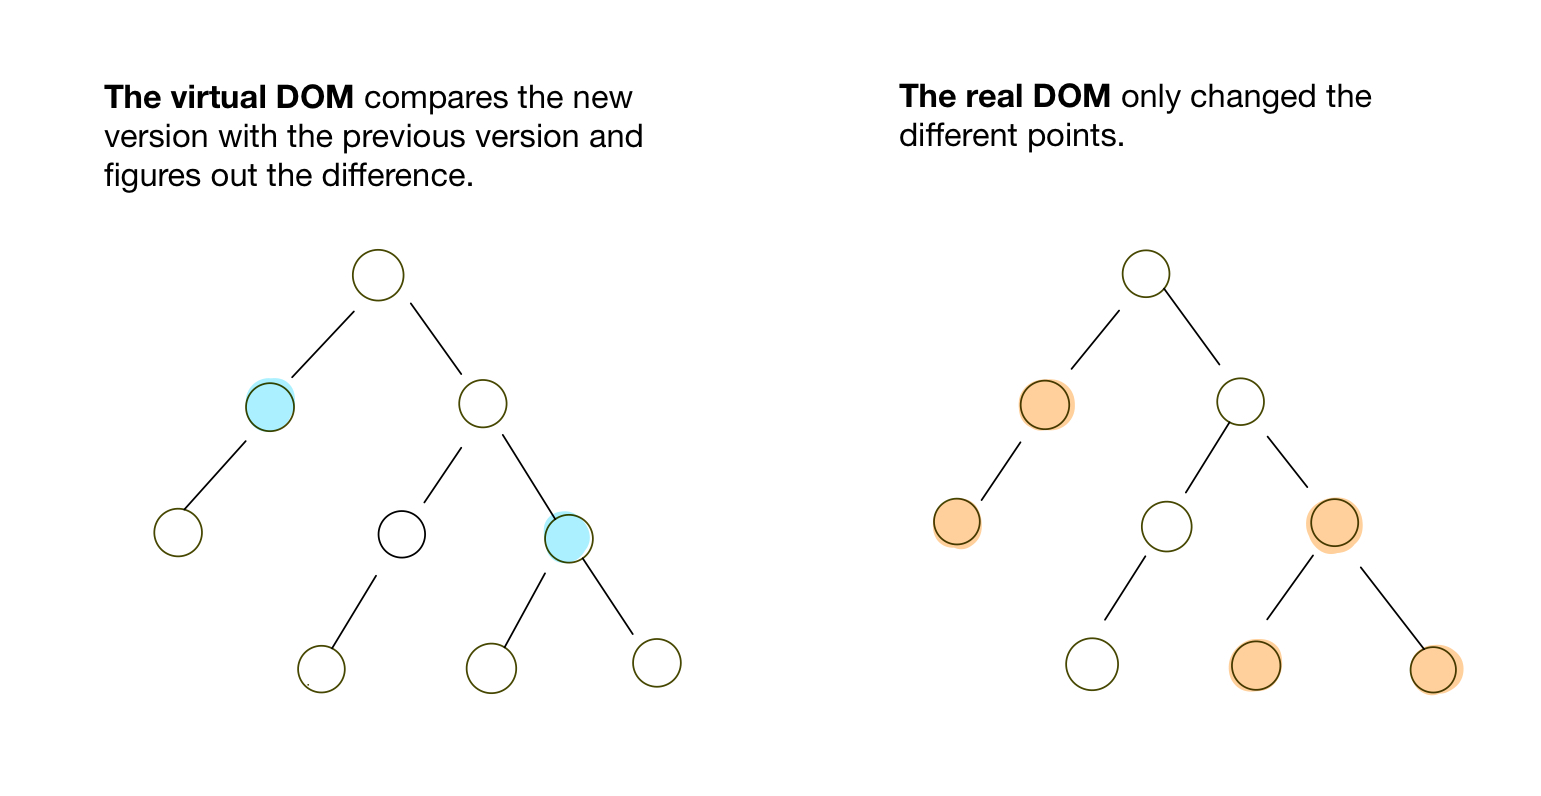 The virtual DOM compares the new
version with the previous version and
figures out the difference.
The real DOM only changed the
different points.